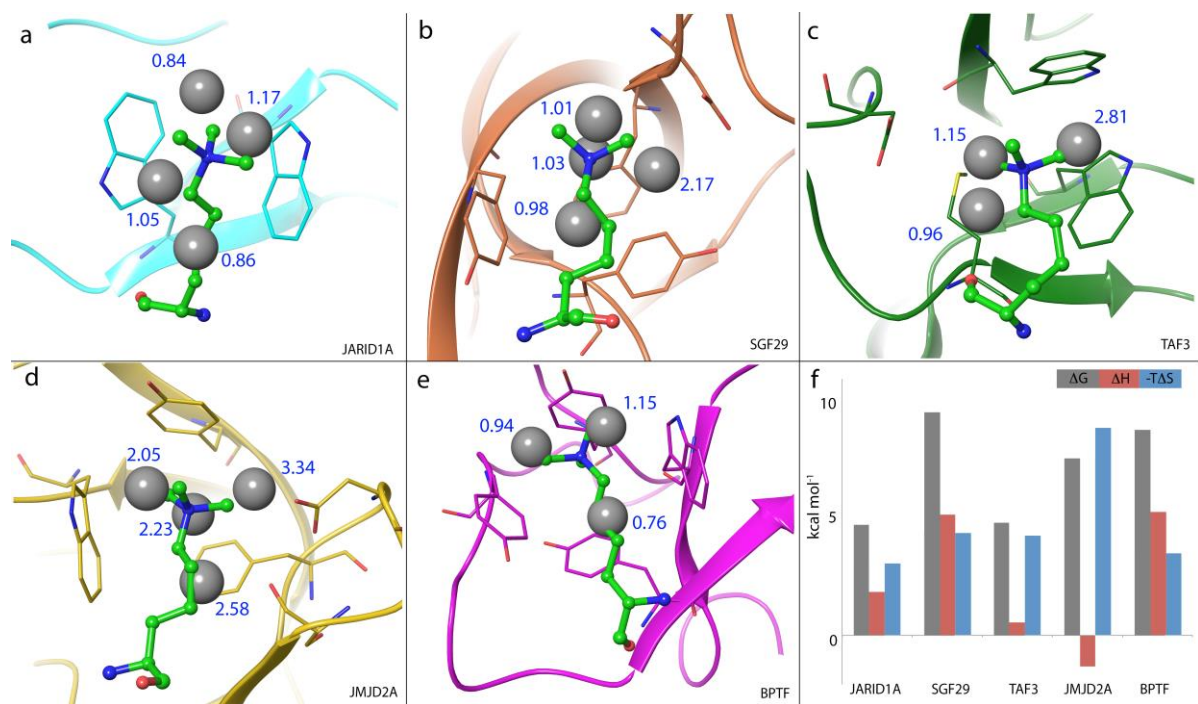 a
0.84
1.17
1.05
0.86
JARID1A
b
1.01
1.03
2.17
0.98
SGF29
c
1.15
2.81
0.96
TAF3
d
2.05
3.34
2.23
2.58
JMJD2A
e
0.94
1.15
0.76
BPTF
f
ΔG ΔH -TΔS
10
5
0
kcal mol⁻¹
JARID1A SGF29 TAF3 JMJD2A BPTF